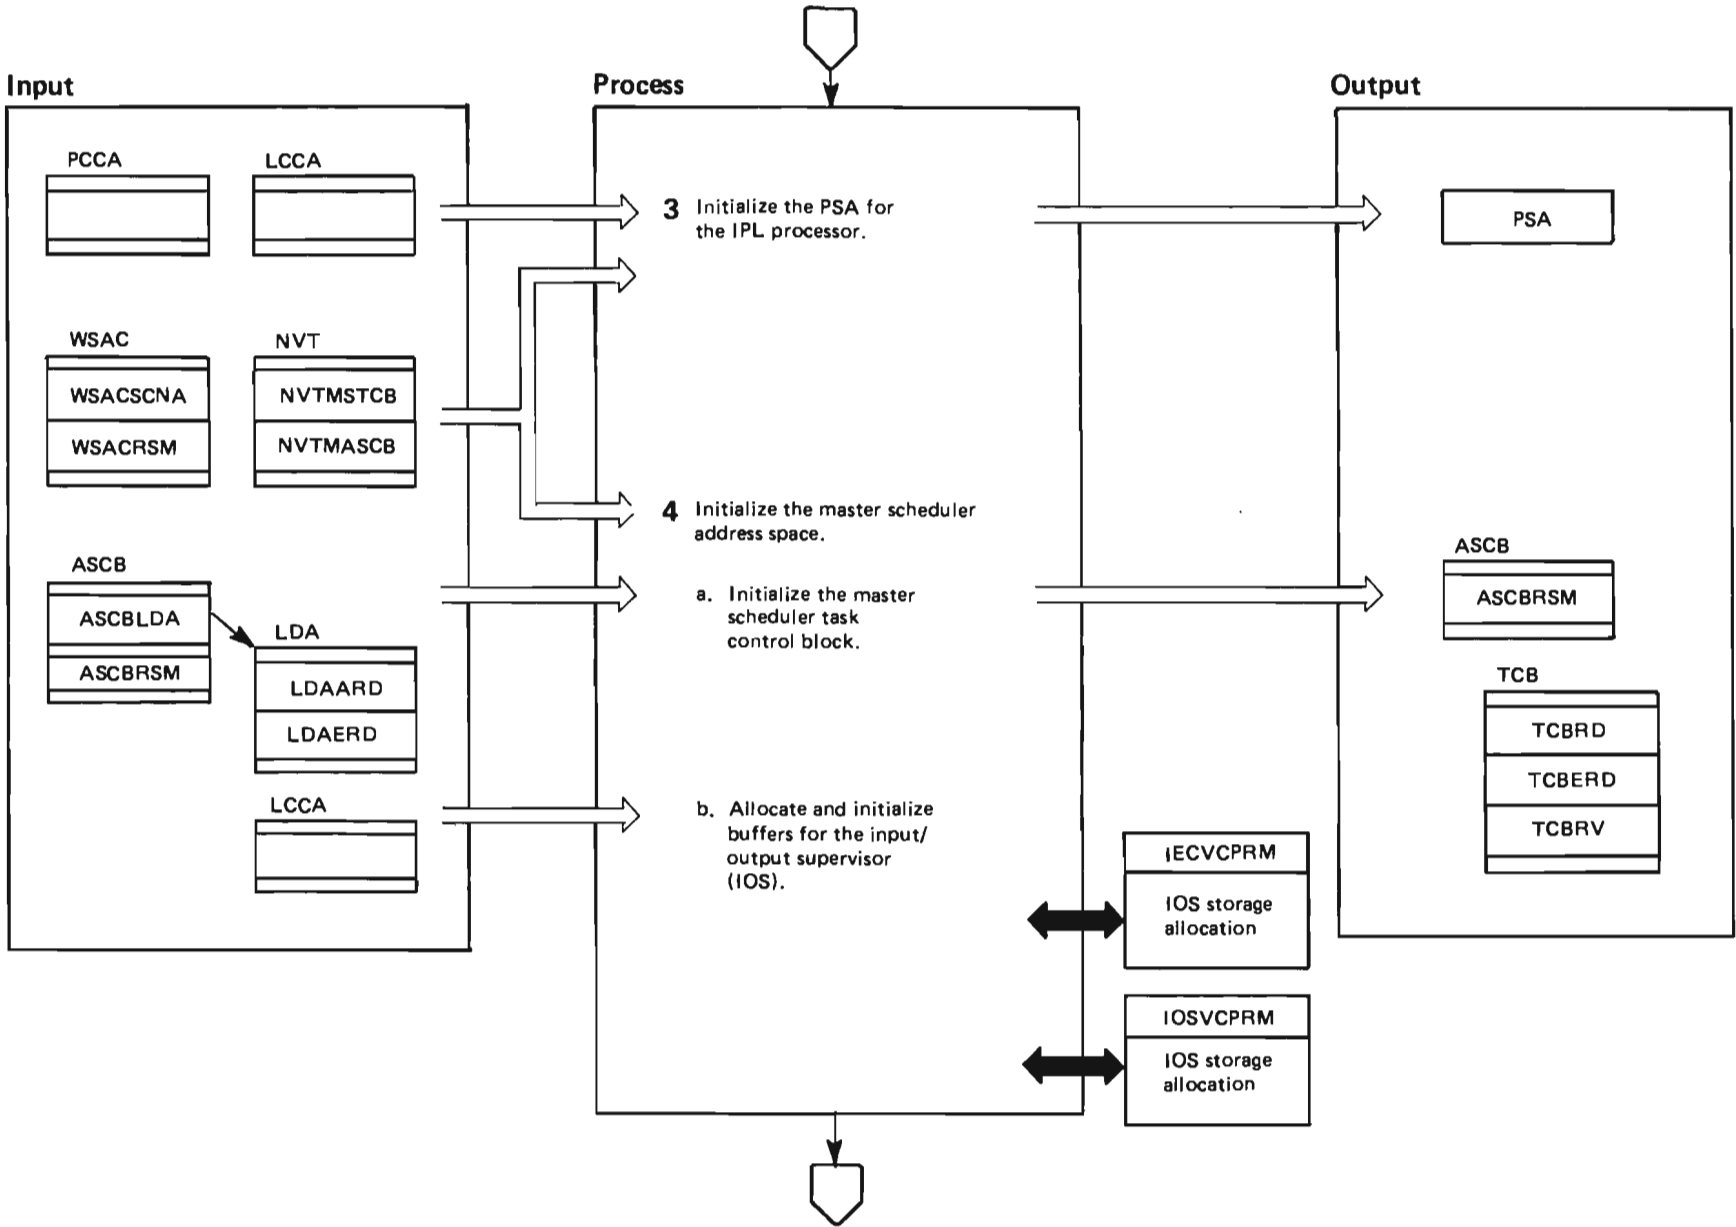 Input
Process
Output
PCCA
LCCA
3 Initialize the PSA for
the IPL processor.
PSA
WSAC
NVT
WSACSCNA
NVTMSTCB
WSACRSM
NVTMASCB
4 Initialize the master scheduler
address space.
ASCB
ASCBLDA
ASCBRSM
LDA
LDAARD
LDAERD
a. Initialize the master
scheduler task
control block.
ASCB
ASCBRSM
TCB
TCBRD
TCBERD
TCBRV
LCCA
b. Allocate and initialize
buffers for the input/
output supervisor
(IOS).
IECVCPRM
IOS storage
allocation
IOSVCPRM
IOS storage
allocation